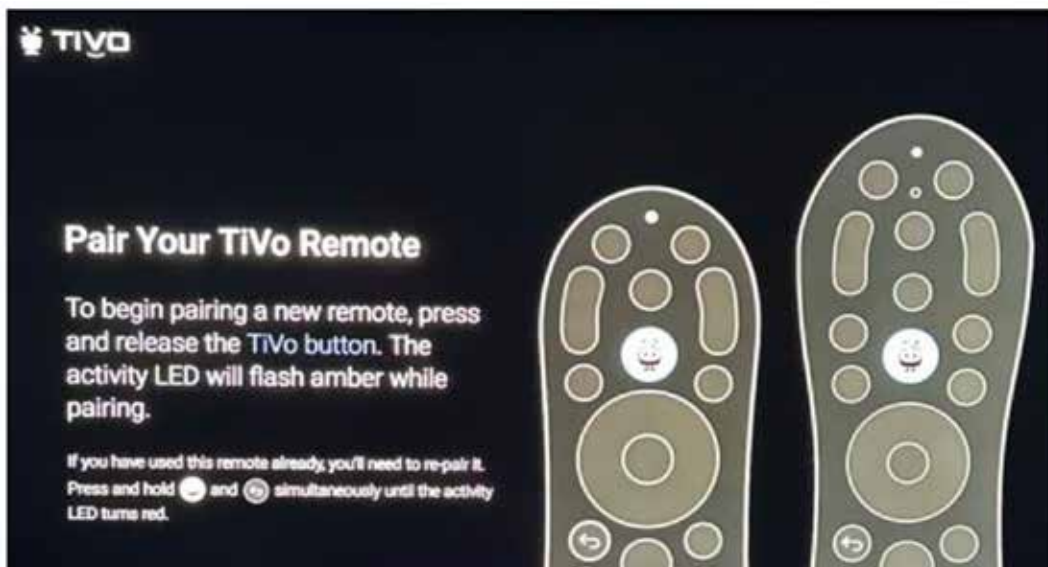 TIVO
Pair Your TiVo Remote
To begin pairing a new remote, press
and release the TiVo button. The
activity LED will flash amber while
pairing.
If you have used this remote already, you'll need to re-pair it.
Press and hold and simultaneously until the activity
LED turns red.